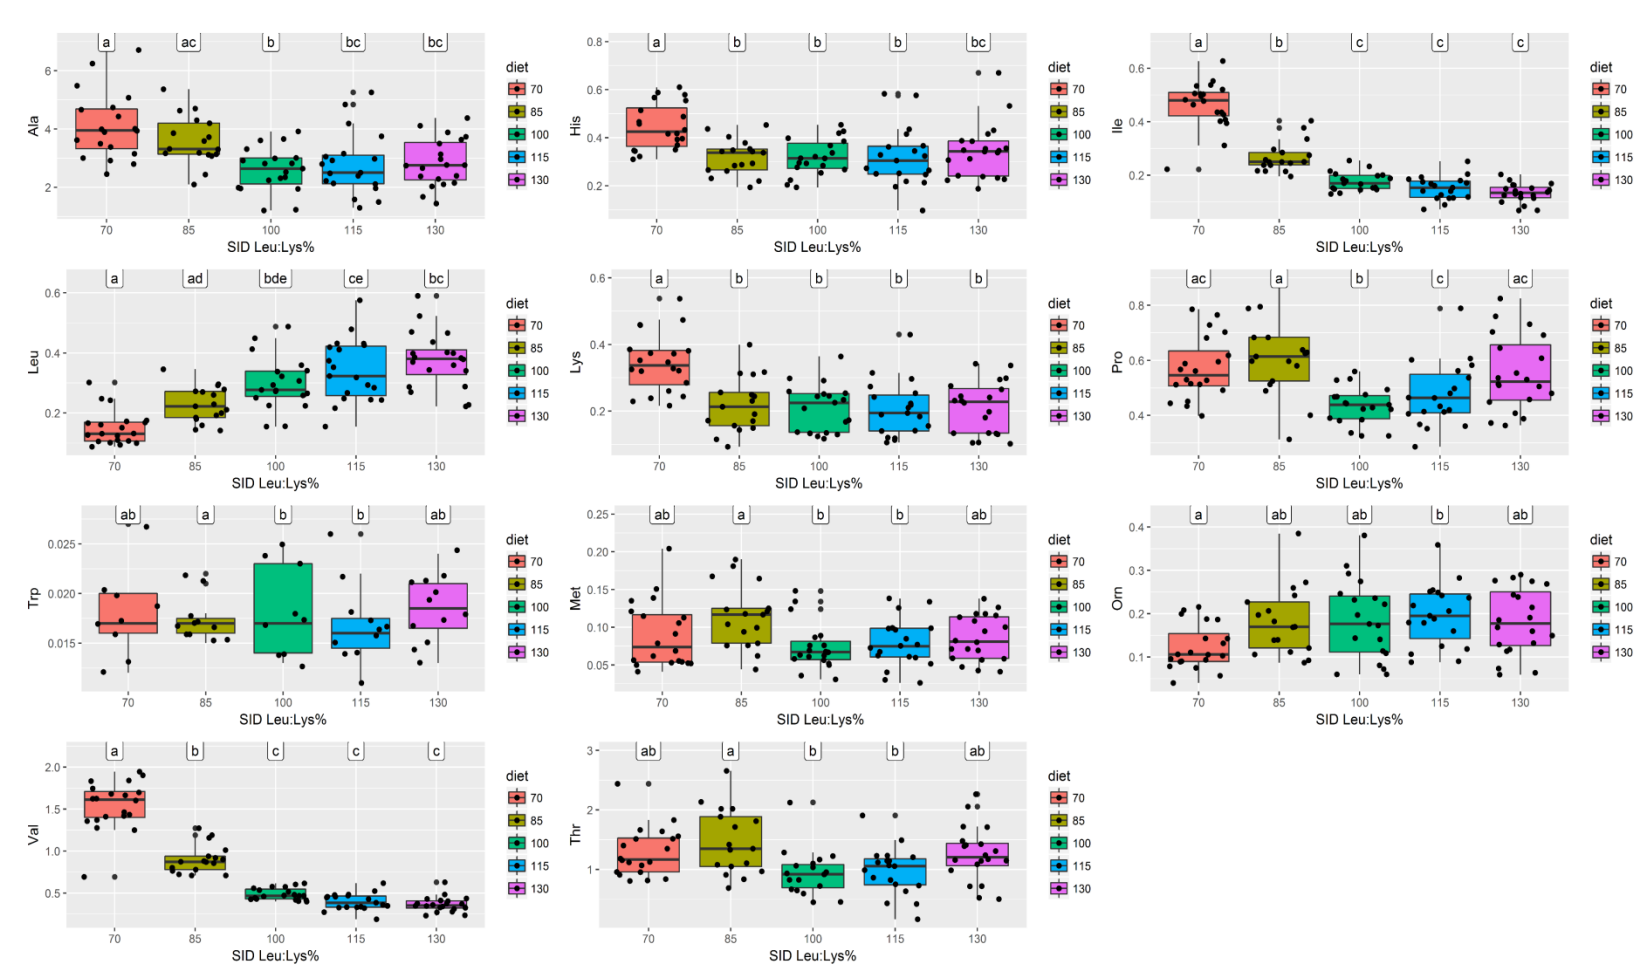 a ac b bc bc
Ala
6
4
2
70 85 100 115 130
SID Leu:Lys%
diet
70
85
100
115
130
a b b b bc
His
0.8
0.6
0.4
0.2
70 85 100 115 130
SID Leu:Lys%
diet
70
85
100
115
130
a b c c c
Ile
0.6
0.4
0.2
70 85 100 115 130
SID Leu:Lys%
diet
70
85
100
115
130
a ad bde ce bc
Leu
0.6
0.4
0.2
70 85 100 115 130
SID Leu:Lys%
diet
70
85
100
115
130
a b b b b
Lys
0.6
0.4
0.2
70 85 100 115 130
SID Leu:Lys%
diet
70
85
100
115
130
ac a b c ac
Pro
0.8
0.6
0.4
70 85 100 115 130
SID Leu:Lys%
diet
70
85
100
115
130
ab a b b ab
Trp
0.025
0.020
0.015
70 85 100 115 130
SID Leu:Lys%
diet
70
85
100
115
130
ab a b b ab
Met
0.25
0.20
0.15
0.10
0.05
70 85 100 115 130
SID Leu:Lys%
diet
70
85
100
115
130
a ab ab b ab
Orn
0.4
0.3
0.2
0.1
70 85 100 115 130
SID Leu:Lys%
diet
70
85
100
115
130
a b c c c
Val
2.0
1.5
1.0
0.5
70 85 100 115 130
SID Leu:Lys%
diet
70
85
100
115
130
ab a b b ab
Thr
3
2
1
70 85 100 115 130
SID Leu:Lys%
diet
70
85
100
115
130